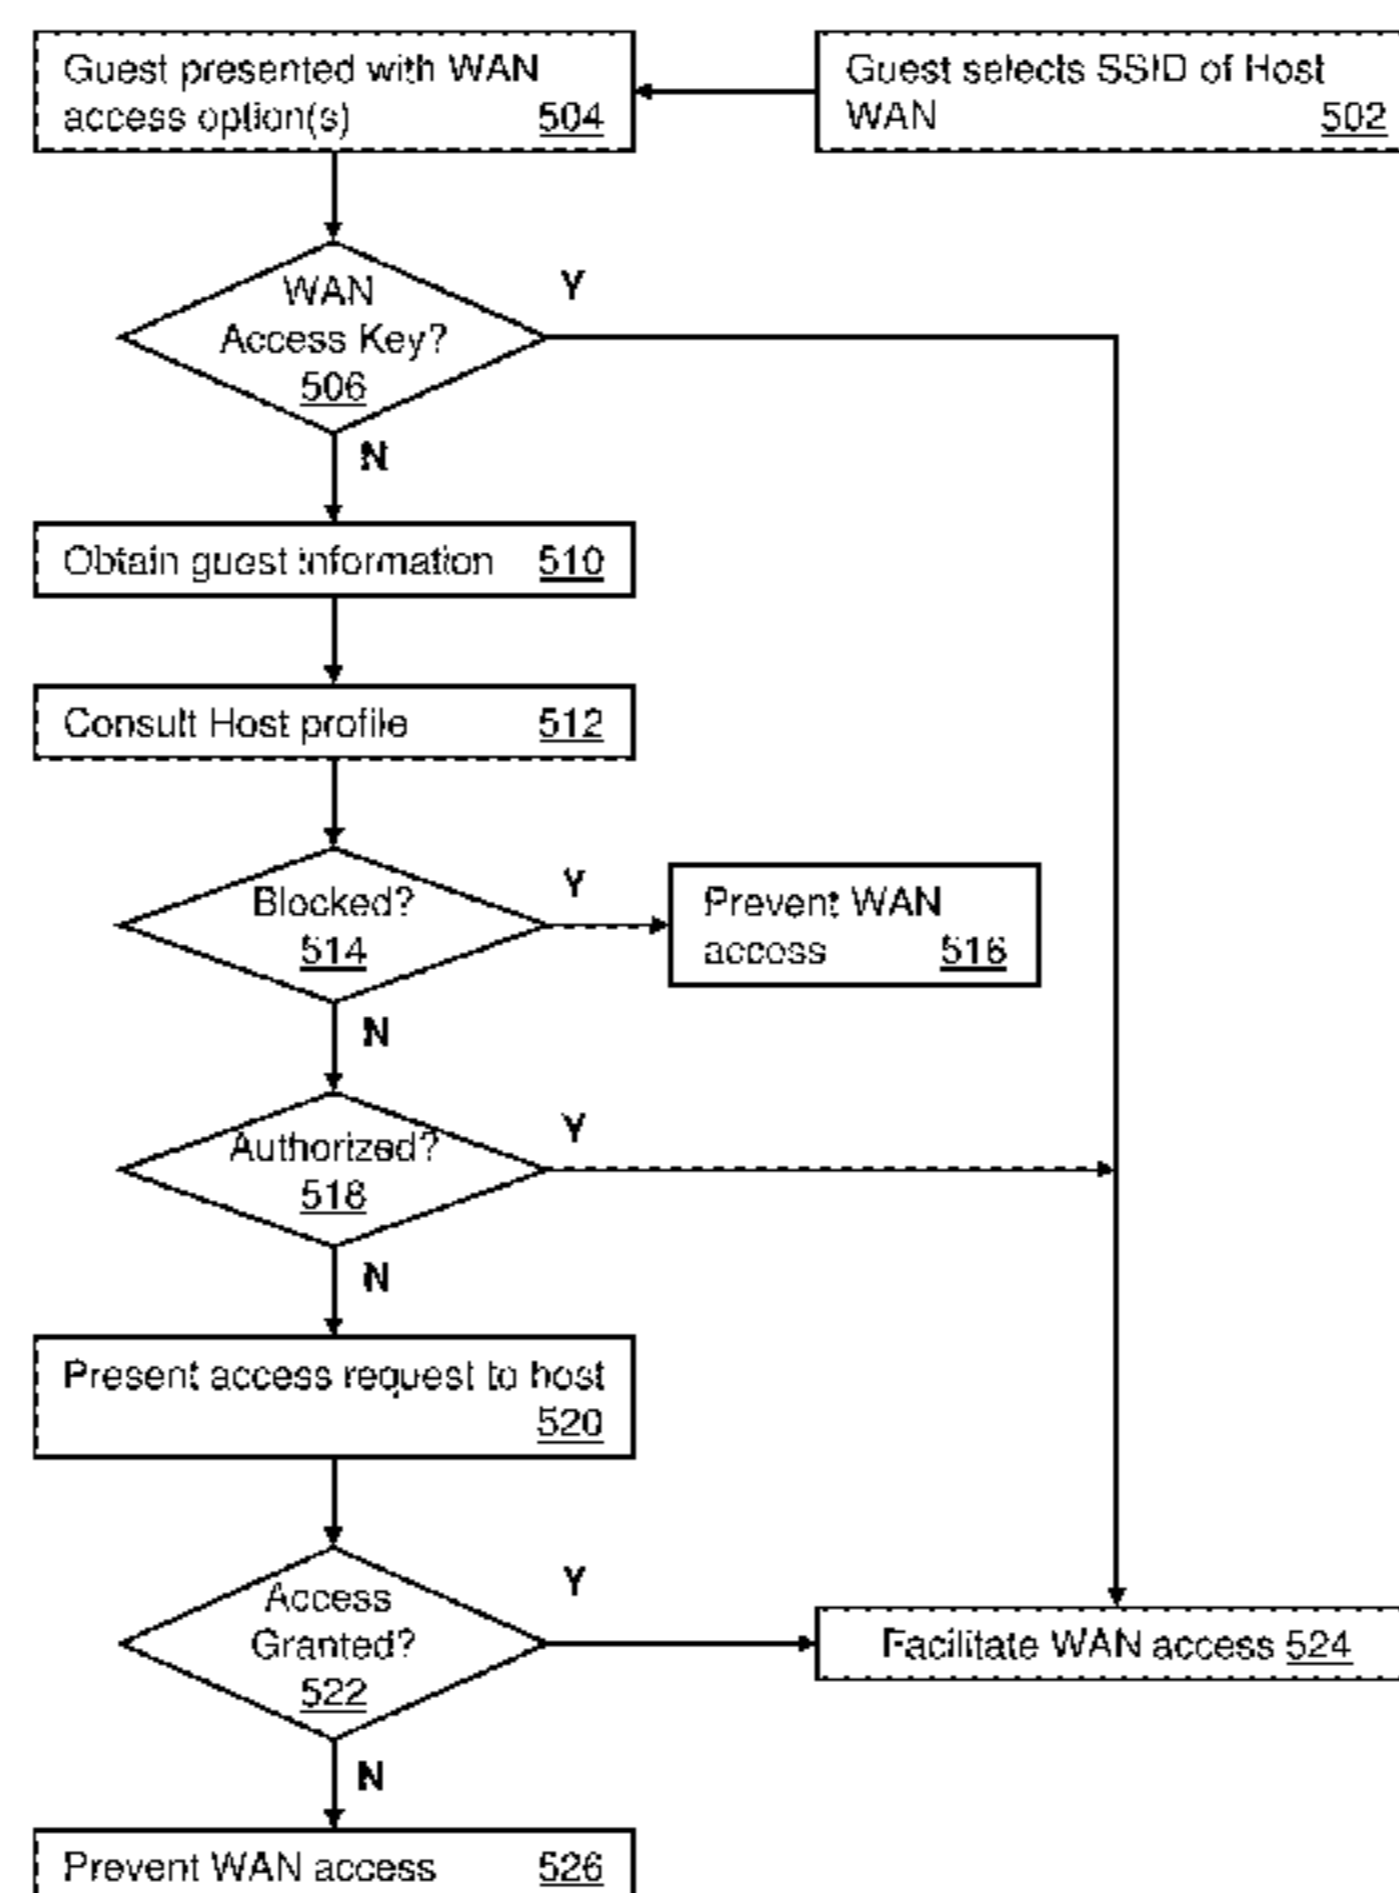 Guest presented with WAN
access option(s) 504
Guest selects SSID of Host
WAN 502
WAN
Access Key?
506
Y
N
Obtain guest information 510
Consult Host profile 512
Blocked?
514
Y
Prevent WAN
access 516
N
Authorized?
518
Y
N
Present access request to host
520
Access
Granted?
522
Y
Facilitate WAN access 524
N
Prevent WAN access 526